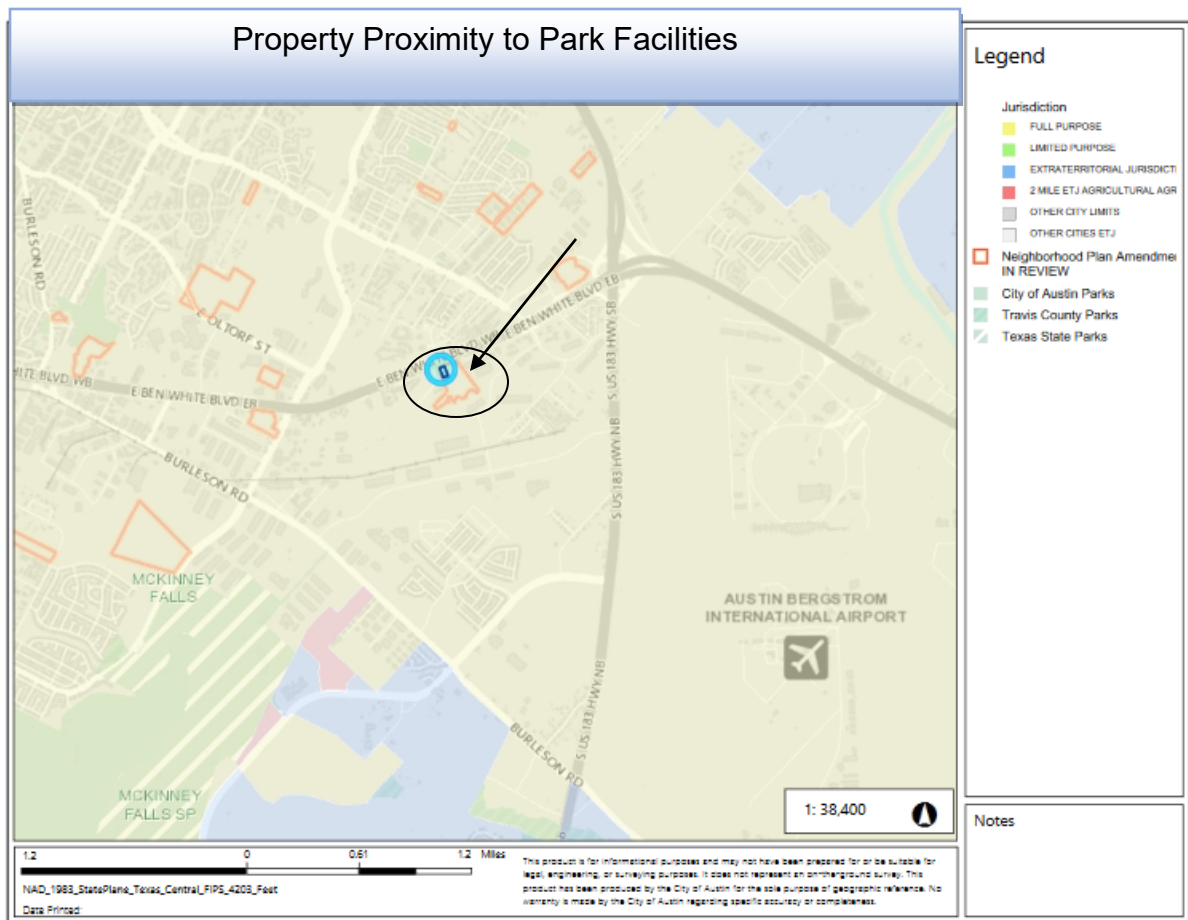 Property Proximity to Park Facilities
Legend
Jurisdiction
FULL PURPOSE
LIMITED PURPOSE
EXTRATERRITORIAL JURISDICTI
2 MILE ETJ AGRICULTURAL AGR
OTHER CITY LIMITS
OTHER CITIES ETJ
Neighborhood Plan Amendme
IN REVIEW
City of Austin Parks
Travis County Parks
Texas State Parks
BURLESON RD
E OLTORF ST
E BEN WHITE BLVD WB
E BEN WHITE BLVD EB
S US 183 HWY SB
HITE BLVD WB
E BEN WHITE BLVD EB
S US 183 HWY NB
BURLESON RD
MCKINNEY
FALLS
AUSTIN BERGSTROM
INTERNATIONAL AIRPORT
S US 183 HWY NB
BURLESON RD
MCKINNEY
FALLS SP
1: 38,400
Notes
1.2 0 0.61 1.2 Miles
NAD_1983_StatePlane_Texas_Central_FIPS_4203_Feet
Date Printed:
This product is for informational purposes and may not have been prepared for or be suitable for
legal, engineering, or surveying purposes. It does not represent an on-the-ground survey. This
product has been produced by the City of Austin for the sole purpose of geographic reference. No
warranty is made by the City of Austin regarding specific accuracy or completeness.